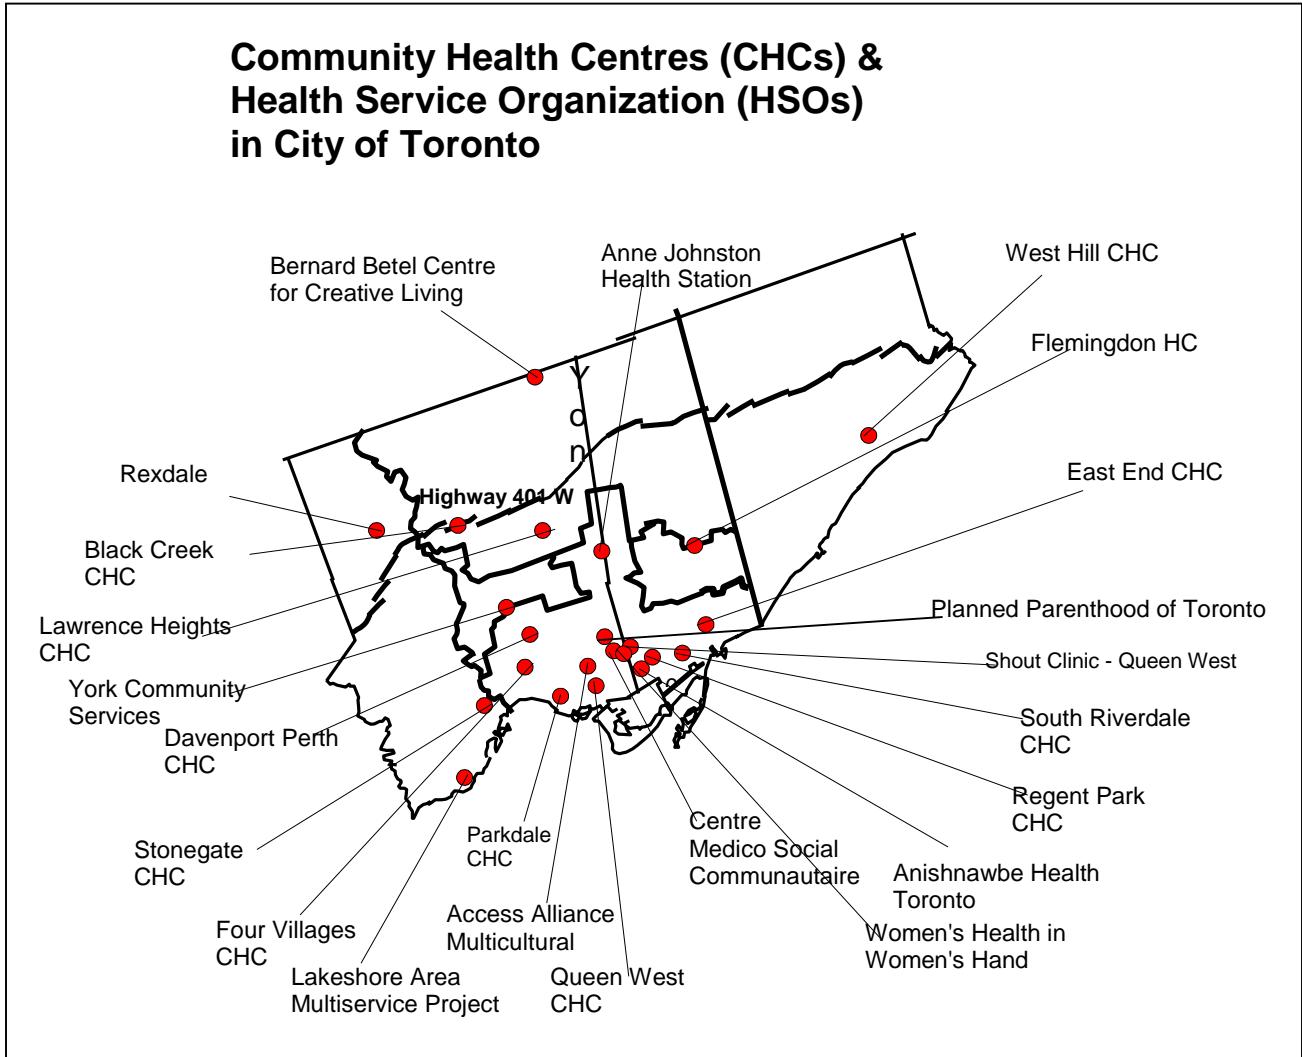 Community Health Centres (CHCs) &
Health Service Organization (HSOs)
in City of Toronto
Bernard Betel Centre
for Creative Living
Anne Johnston
Health Station
West Hill CHC
Flemingdon HC
Y
o
n
Rexdale
Highway 401 W
East End CHC
Black Creek
CHC
Lawrence Heights
CHC
Planned Parenthood of Toronto
Shout Clinic - Queen West
York Community
Services
South Riverdale
CHC
Davenport Perth
CHC
Regent Park
CHC
Stonegate
CHC
Parkdale
CHC
Centre
Medico Social
Communautaire
Anishnawbe Health
Toronto
Four Villages
CHC
Access Alliance
Multicultural
Women's Health in
Women's Hand
Lakeshore Area
Multiservice Project
Queen West
CHC